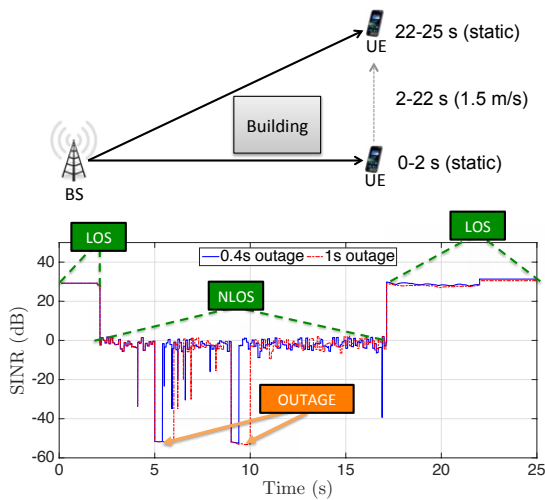 UE
22-25 s (static)
2-22 s (1.5 m/s)
Building
0-2 s (static)
BS
UE
LOS
LOS
0.4s outage
1s outage
NLOS
OUTAGE
SINR (dB)
40
20
0
-20
-40
-60
0
5
10
15
20
25
Time (s)